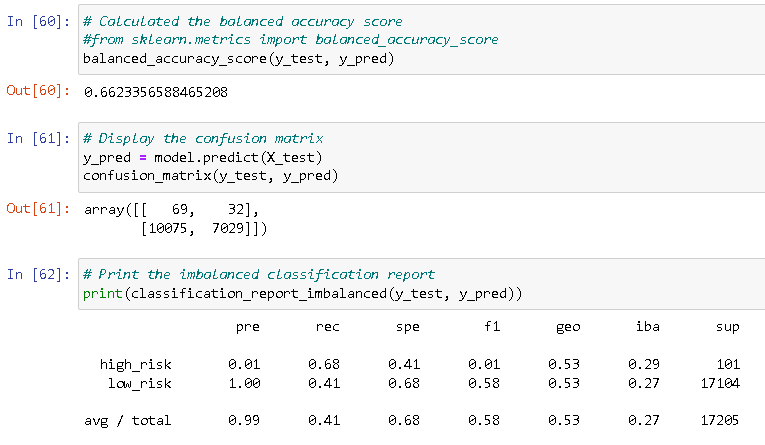 In [60]: # Calculated the balanced accuracy score
#from sklearn.metrics import balanced_accuracy_score
balanced_accuracy_score(y_test, y_pred)
Out[60]: 0.6623356588465208
In [61]: # Display the confusion matrix
y_pred = model.predict(X_test)
confusion_matrix(y_test, y_pred)
Out[61]: array([[   69,    32],
       [10075,  7029]])
In [62]: # Print the imbalanced classification report
print(classification_report_imbalanced(y_test, y_pred))
pre rec spe f1 geo iba sup
high_risk 0.01 0.68 0.41 0.01 0.53 0.29 101
low_risk 1.00 0.41 0.68 0.58 0.53 0.27 17104
avg / total 0.99 0.41 0.68 0.58 0.53 0.27 17205